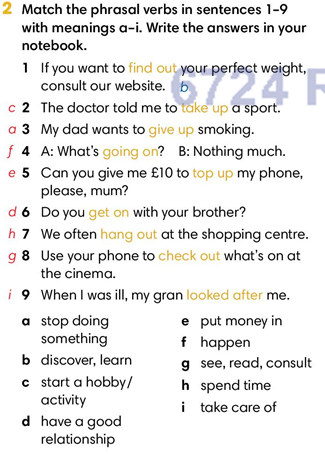 2 Match the phrasal verbs in sentences 1–9
with meanings a–i. Write the answers in your
notebook.
1 If you want to find out your perfect weight,
consult our website. b
6724 R
c 2 The doctor told me to take up a sport.
a 3 My dad wants to give up smoking.
f 4 A: What's going on? B: Nothing much.
e 5 Can you give me £10 to top up my phone,
please, mum?
d 6 Do you get on with your brother?
h 7 We often hang out at the shopping centre.
g 8 Use your phone to check out what's on at
the cinema.
i 9 When I was ill, my gran looked after me.
a stop doing
something
b discover, learn
c start a hobby/
activity
d have a good
relationship
e put money in
f happen
g see, read, consult
h spend time
i take care of